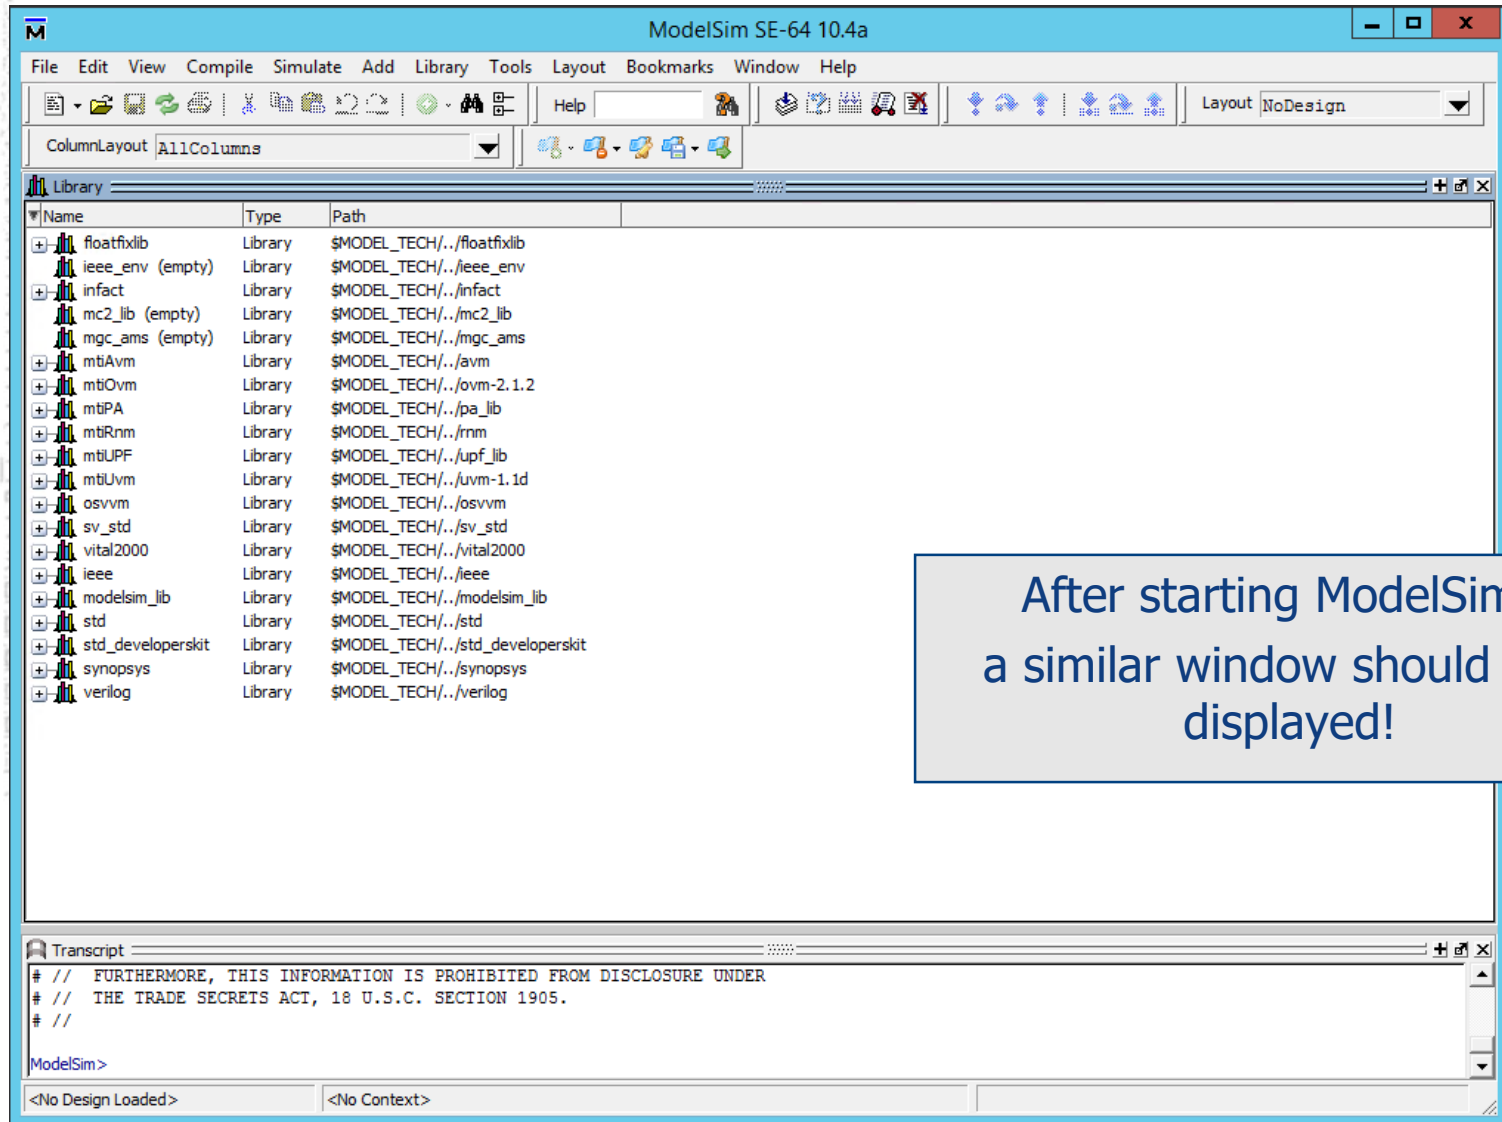 ModelSim SE-64 10.4a
File Edit View Compile Simulate Add Library Tools Layout Bookmarks Window Help
Help
Layout NoDesign
ColumnLayout AllColumns
Library
Name Type Path
floatfixlib Library $MODEL_TECH/../floatfixlib
ieee_env (empty) Library $MODEL_TECH/../ieee_env
infact Library $MODEL_TECH/../infact
mc2_lib (empty) Library $MODEL_TECH/../mc2_lib
mgc_ams (empty) Library $MODEL_TECH/../mgc_ams
mtiAvm Library $MODEL_TECH/../avm
mtiOvm Library $MODEL_TECH/../ovm-2.1.2
mtiPA Library $MODEL_TECH/../pa_lib
mtiRnm Library $MODEL_TECH/../rnm
mtiUPF Library $MODEL_TECH/../upf_lib
mtiUvm Library $MODEL_TECH/../uvm-1.1d
osvvm Library $MODEL_TECH/../osvvm
sv_std Library $MODEL_TECH/../sv_std
vital2000 Library $MODEL_TECH/../vital2000
ieee Library $MODEL_TECH/../ieee
modelsim_lib Library $MODEL_TECH/../modelsim_lib
std Library $MODEL_TECH/../std
std_developerskit Library $MODEL_TECH/../std_developerskit
synopsys Library $MODEL_TECH/../synopsys
verilog Library $MODEL_TECH/../verilog
After starting ModelSim
a similar window should
displayed!
Transcript
# // FURTHERMORE, THIS INFORMATION IS PROHIBITED FROM DISCLOSURE UNDER
# // THE TRADE SECRETS ACT, 18 U.S.C. SECTION 1905.
# //
ModelSim>
<No Design Loaded> <No Context>